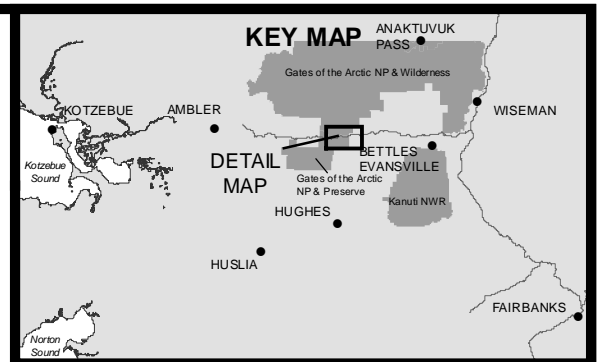 KEY MAP
ANAKTUVUK
PASS
Gates of the Arctic NP & Wilderness
KOTZEBUE
AMBLER
WISEMAN
Kotzebue
Sound
DETAIL
MAP
BETTLES
EVANSVILLE
Gates of the Arctic
NP & Preserve
Kanuti NWR
HUGHES
HUSLIA
FAIRBANKS
Norton
Sound